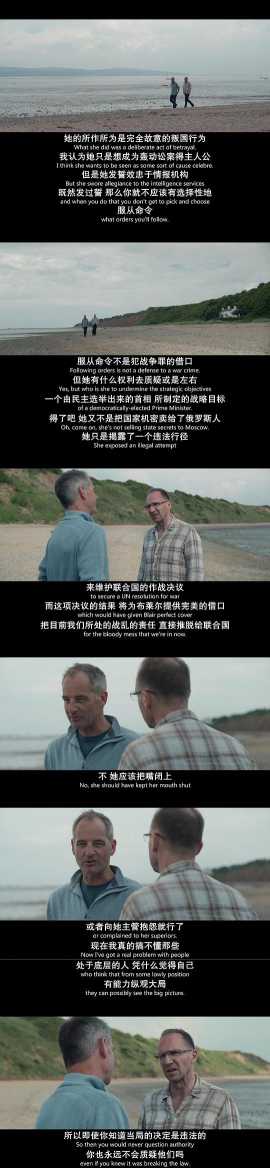 她的所作所为是完全故意的叛国行为
What she did was a deliberate act of betrayal.
我认为她只是想成为轰动讼案得主人公
I think she wants to be seen as some sort of cause celebre.
但是她发誓效忠于情报机构
But she swore allegiance to the intelligence services
既然发过誓 那么你就不应该有选择性地
and when you do that you don't get to pick and choose
服从命令
what orders you'll follow.
服从命令不是犯战争罪的借口
Following orders is not a defense to a war crime.
但她有什么权利去质疑或是左右
Yes, but who is she to undermine the strategic objectives
一个由民主选举出来的首相 所制定的战略目标
of a democratically-elected Prime Minister.
得了吧 她又不是把国家机密卖给了俄罗斯人
Oh, come on, she's not selling state secrets to Moscow.
她只是揭露了一个违法行径
She exposed an illegal attempt
来维护联合国的作战决议
to secure a UN resolution for war
而这项决议的结果 将为布莱尔提供完美的借口
which would have given Blair perfect cover
把目前我们所处的战乱的责任 直接推脱给联合国
for the bloody mess that we're in now.
不 她应该把嘴闭上
No, she should have kept her mouth shut
或者向她主管抱怨就行了
or complained to her superiors.
现在我真的搞不懂那些
Now I've got a real problem with people
处于底层的人 凭什么觉得自己
who think that from some lowly position
有能力纵观大局
they can possibly see the big picture.
所以即使你知道当局的决定是违法的
So then you would never question authority
你也永远不会质疑他们吗
even if you knew it was breaking the law.